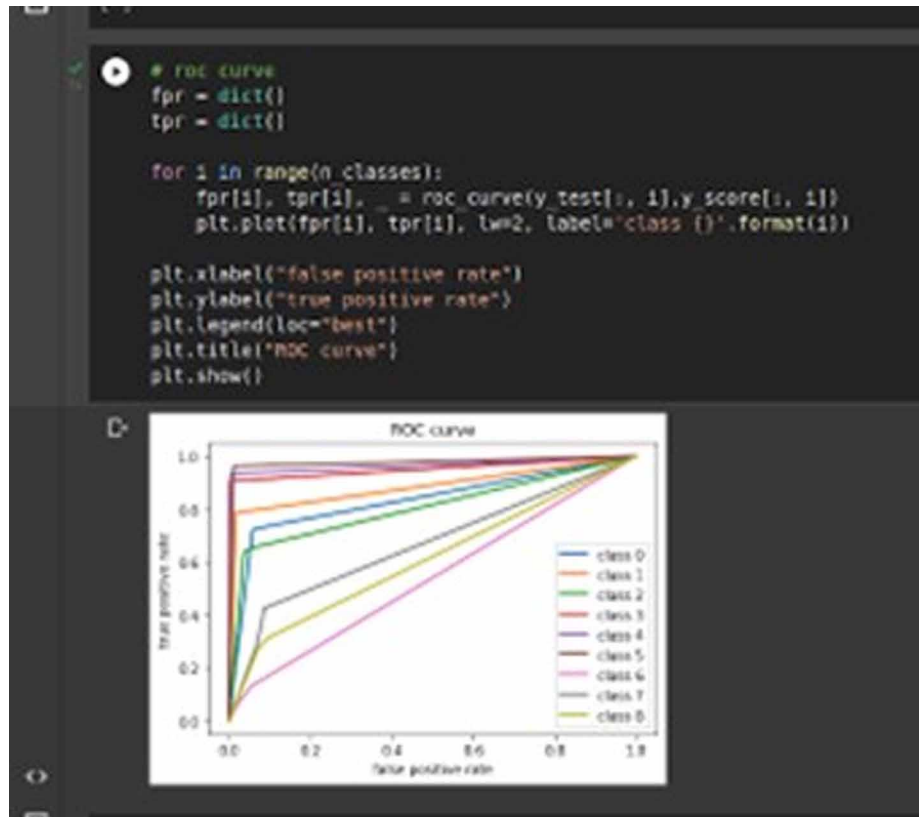 # roc curve
fpr = dict()
tpr = dict()
for i in range(n_classes):
fpr[i], tpr[i], _ = roc_curve(y_test[:, i],y_score[:, i])
plt.plot(fpr[i], tpr[i], lw=2, label='class {}'.format(i))
plt.xlabel("false positive rate")
plt.ylabel("true positive rate")
plt.legend(loc="best")
plt.title("ROC curve")
plt.show()
ROC curve
1.0
0.8
0.6
0.4
0.2
0.0
true positive rate
class 0
class 1
class 2
class 3
class 4
class 5
class 6
class 7
class 8
0.0 0.2 0.4 0.6 0.8 1.0
false positive rate